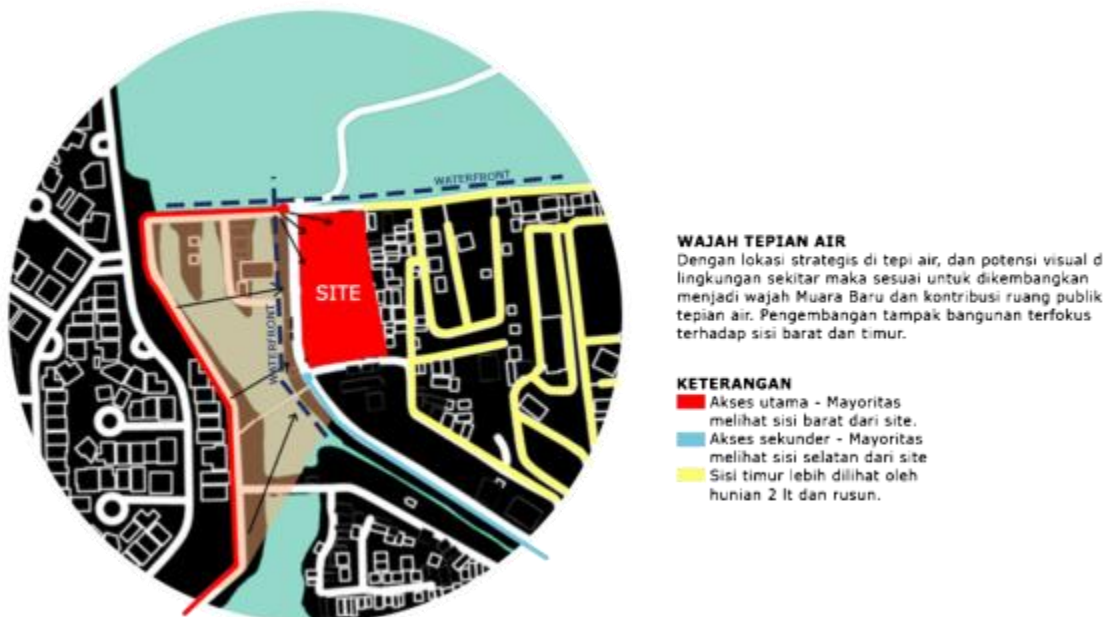 WATERFRONT
SITE
WATERFRONT
WAJAH TEPIAN AIR
Dengan lokasi strategis di tepi air, dan potensi visual d
lingkungan sekitar maka sesuai untuk dikembangkan
menjadi wajah Muara Baru dan kontribusi ruang publik
tepian air. Pengembangan tampak bangunan terfokus
terhadap sisi barat dan timur.
KETERANGAN
Akses utama - Mayoritas
melihat sisi barat dari site.
Akses sekunder - Mayoritas
melihat sisi selatan dari site
Sisi timur lebih dilihat oleh
hunian 2 lt dan rusun.